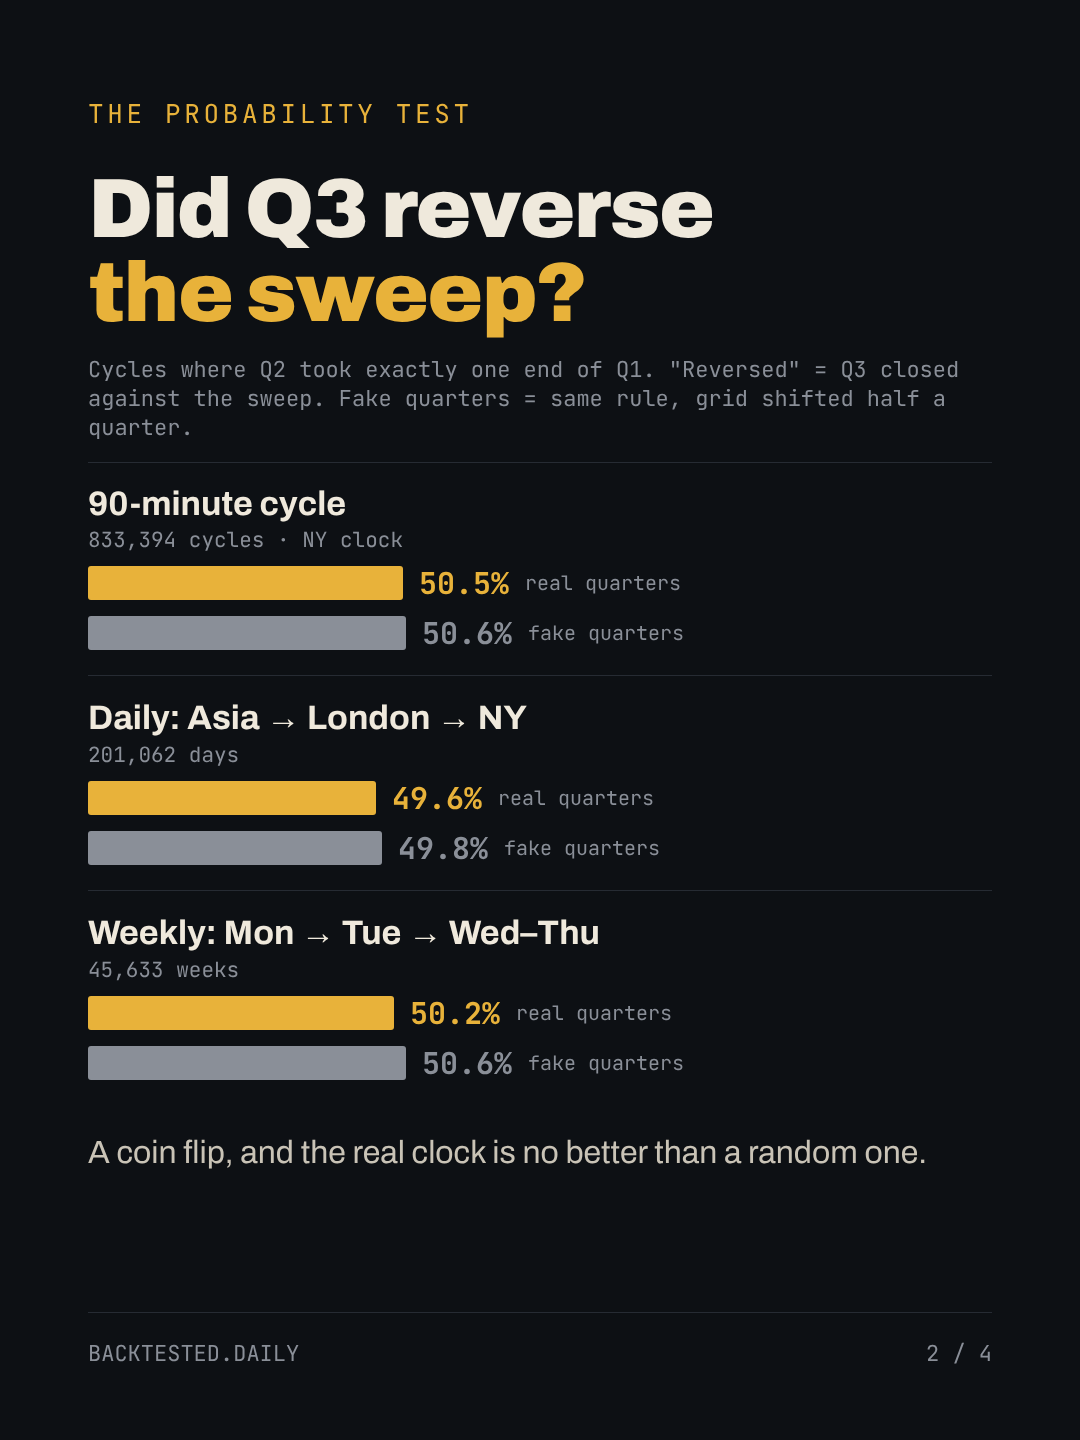 THE PROBABILITY TEST
Did Q3 reverse
the sweep?
Cycles where Q2 took exactly one end of Q1. "Reversed" = Q3 closed
against the sweep. Fake quarters = same rule, grid shifted half a
quarter.
90-minute cycle
833,394 cycles · NY clock
50.5% real quarters
50.6% fake quarters
Daily: Asia → London → NY
201,062 days
49.6% real quarters
49.8% fake quarters
Weekly: Mon → Tue → Wed–Thu
45,633 weeks
50.2% real quarters
50.6% fake quarters
A coin flip, and the real clock is no better than a random one.
BACKTESTED.DAILY
2 / 4